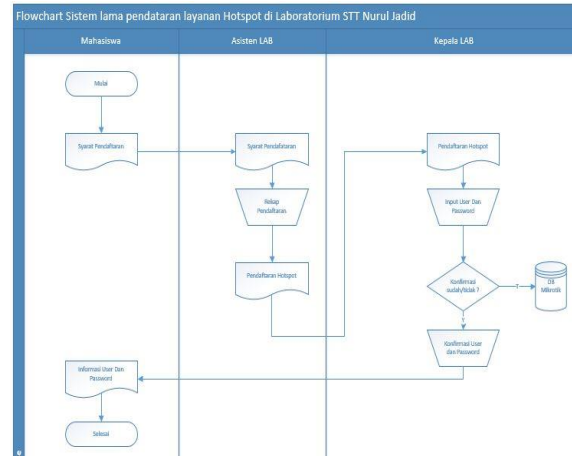 Flowchart Sistem lama pendataran layanan Hotspot di Laboratorium STT Nurul Jadid
Mahasiswa
Asisten LAB
Kepala LAB
Mulai
Syarat Pendaftaran
Syarat Pendafataran
Pendaftaran Hotspot
Rekap
Pendaftaran
Input User Dan
Password
Pendaftaran Hotspot
Konfirmasi
sudah/tidak ?
T
DB
Mikrotik
Y
Konfirmasi User
dan Password
Informasi User Dan
Password
Selesai